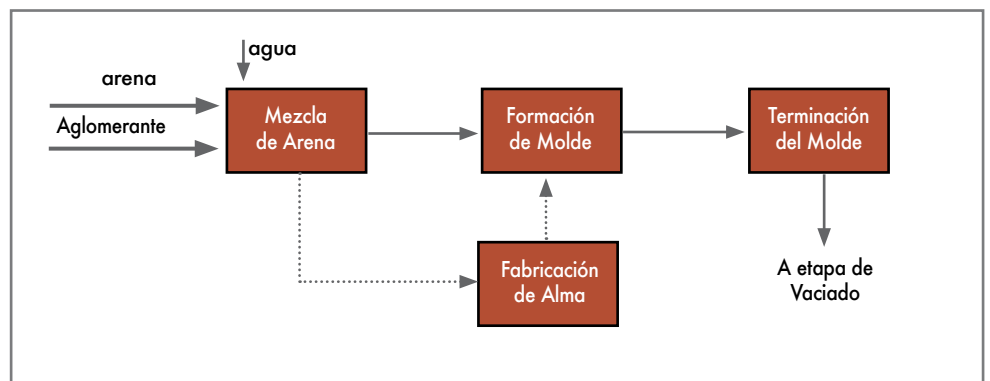 agua
arena
Aglomerante
Mezcla
de Arena
Formación
de Molde
Terminación
del Molde
Fabricación
de Alma
A etapa de
Vaciado